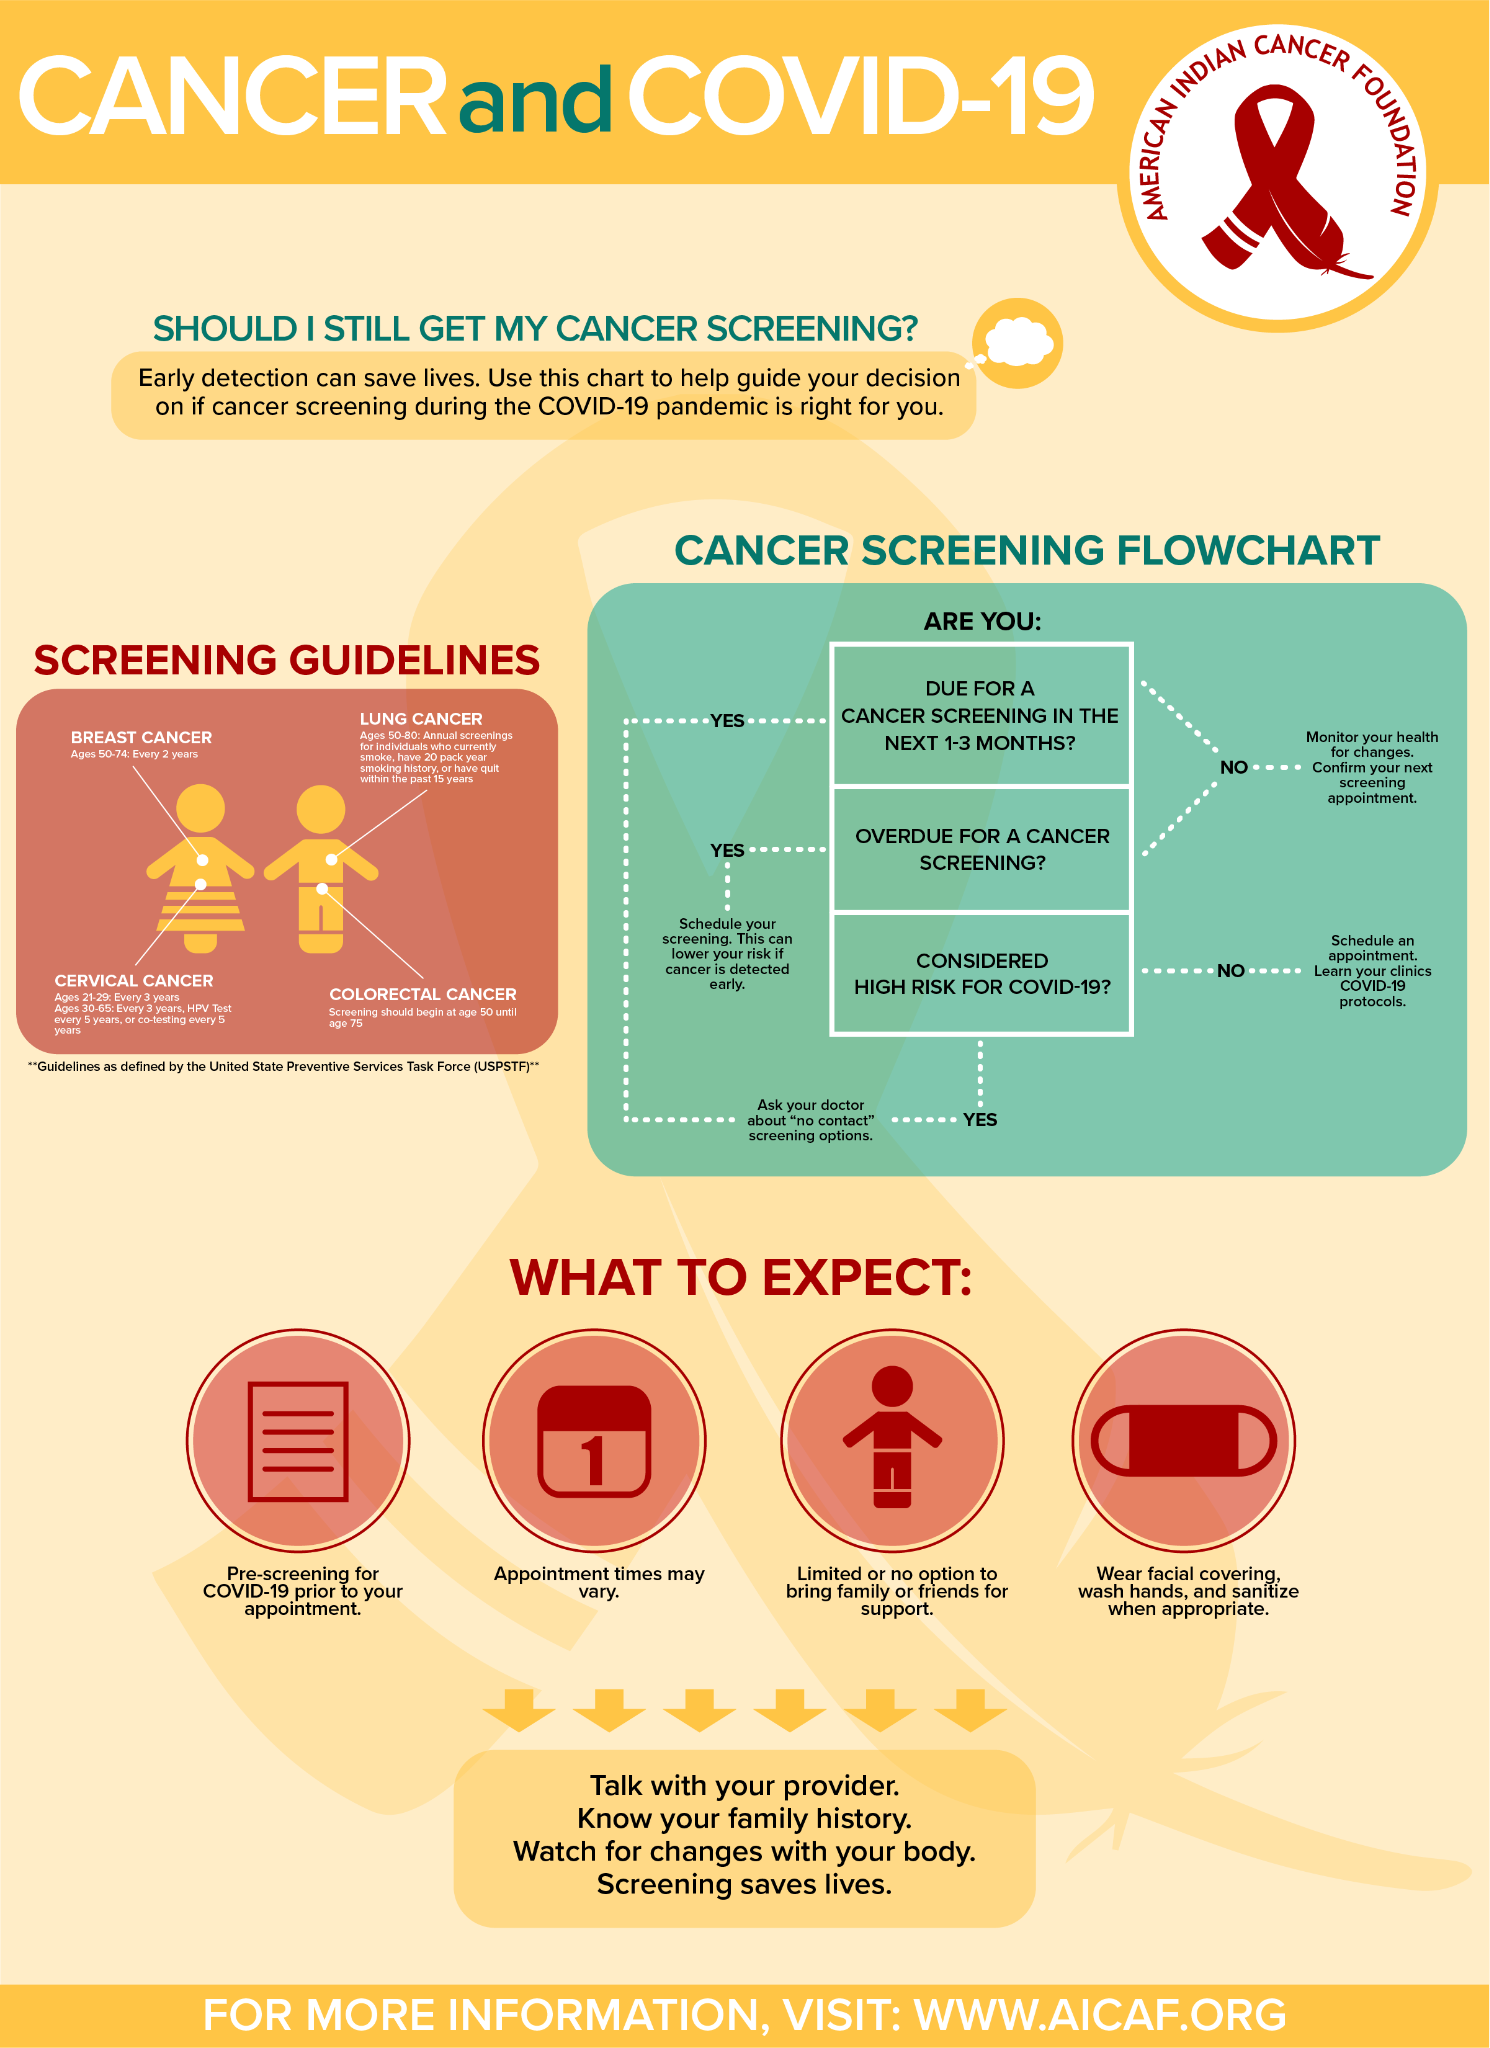 CANCER and COVID-19
AMERICAN INDIAN CANCER FOUNDATION
SHOULD I STILL GET MY CANCER SCREENING?
Early detection can save lives. Use this chart to help guide your decision
on if cancer screening during the COVID-19 pandemic is right for you.
SCREENING GUIDELINES
BREAST CANCER
Ages 50-74: Every 2 years
LUNG CANCER
Ages 50-80: Annual screenings
for individuals who currently
smoke, have 20 pack year
smoking history, or have quit
within the past 15 years
CERVICAL CANCER
Ages 21-29: Every 3 years
Ages 30-65: Every 3 years, HPV Test
every 5 years, or co-testing every 5
years
COLORECTAL CANCER
Screening should begin at age 50 until
age 75
**Guidelines as defined by the United State Preventive Services Task Force (USPSTF)**
CANCER SCREENING FLOWCHART
ARE YOU:
DUE FOR A
CANCER SCREENING IN THE
NEXT 1-3 MONTHS?
YES
NO
Monitor your health
for changes.
Confirm your next
screening
appointment.
OVERDUE FOR A CANCER
SCREENING?
YES
Schedule your
screening. This can
lower your risk if
cancer is detected
early.
CONSIDERED
HIGH RISK FOR COVID-19?
NO
Schedule an
appointment.
Learn your clinics
COVID-19
protocols.
YES
Ask your doctor
about “no contact”
screening options.
WHAT TO EXPECT:
1
Pre-screening for
COVID-19 prior to your
appointment.
Appointment times may
vary.
Limited or no option to
bring family or friends for
support.
Wear facial covering,
wash hands, and sanitize
when appropriate.
Talk with your provider.
Know your family history.
Watch for changes with your body.
Screening saves lives.
FOR MORE INFORMATION, VISIT: WWW.AICAF.ORG